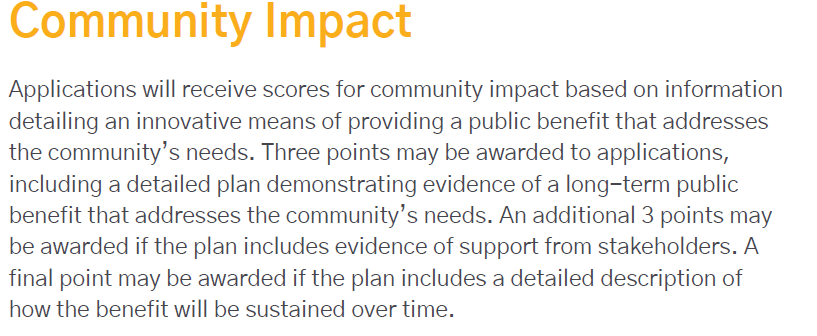 Community Impact
Applications will receive scores for community impact based on information
detailing an innovative means of providing a public benefit that addresses
the community’s needs. Three points may be awarded to applications,
including a detailed plan demonstrating evidence of a long-term public
benefit that addresses the community’s needs. An additional 3 points may
be awarded if the plan includes evidence of support from stakeholders. A
final point may be awarded if the plan includes a detailed description of
how the benefit will be sustained over time.